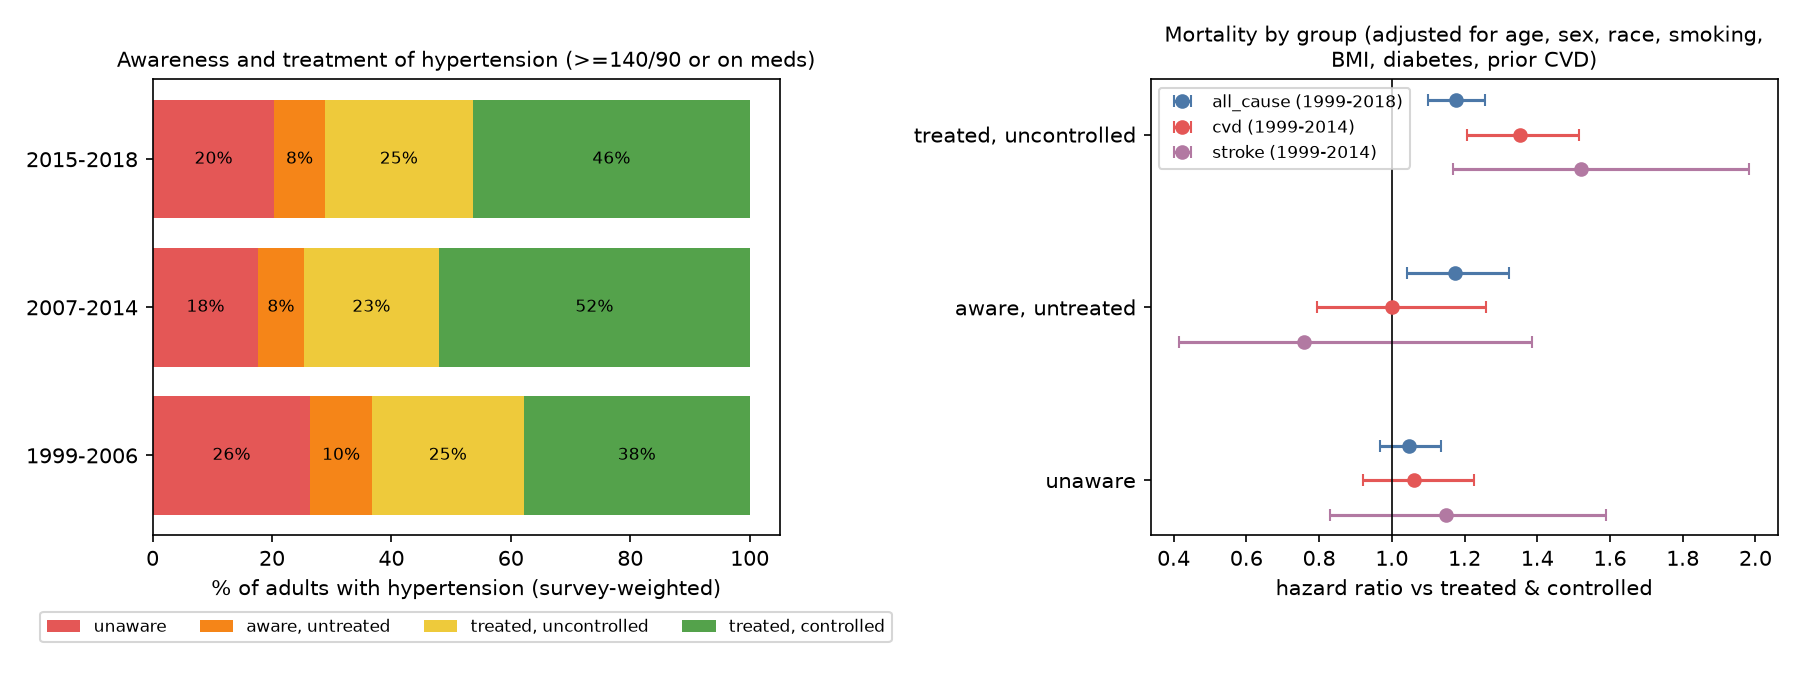 Awareness and treatment of hypertension (>=140/90 or on meds)
2015-2018
20%
8%
25%
46%
2007-2014
18%
8%
23%
52%
1999-2006
26%
10%
25%
38%
0
20
40
60
80
100
% of adults with hypertension (survey-weighted)
unaware
aware, untreated
treated, uncontrolled
treated, controlled
Mortality by group (adjusted for age, sex, race, smoking,
BMI, diabetes, prior CVD)
all_cause (1999-2018)
cvd (1999-2014)
stroke (1999-2014)
treated, uncontrolled
aware, untreated
unaware
0.4
0.6
0.8
1.0
1.2
1.4
1.6
1.8
2.0
hazard ratio vs treated & controlled